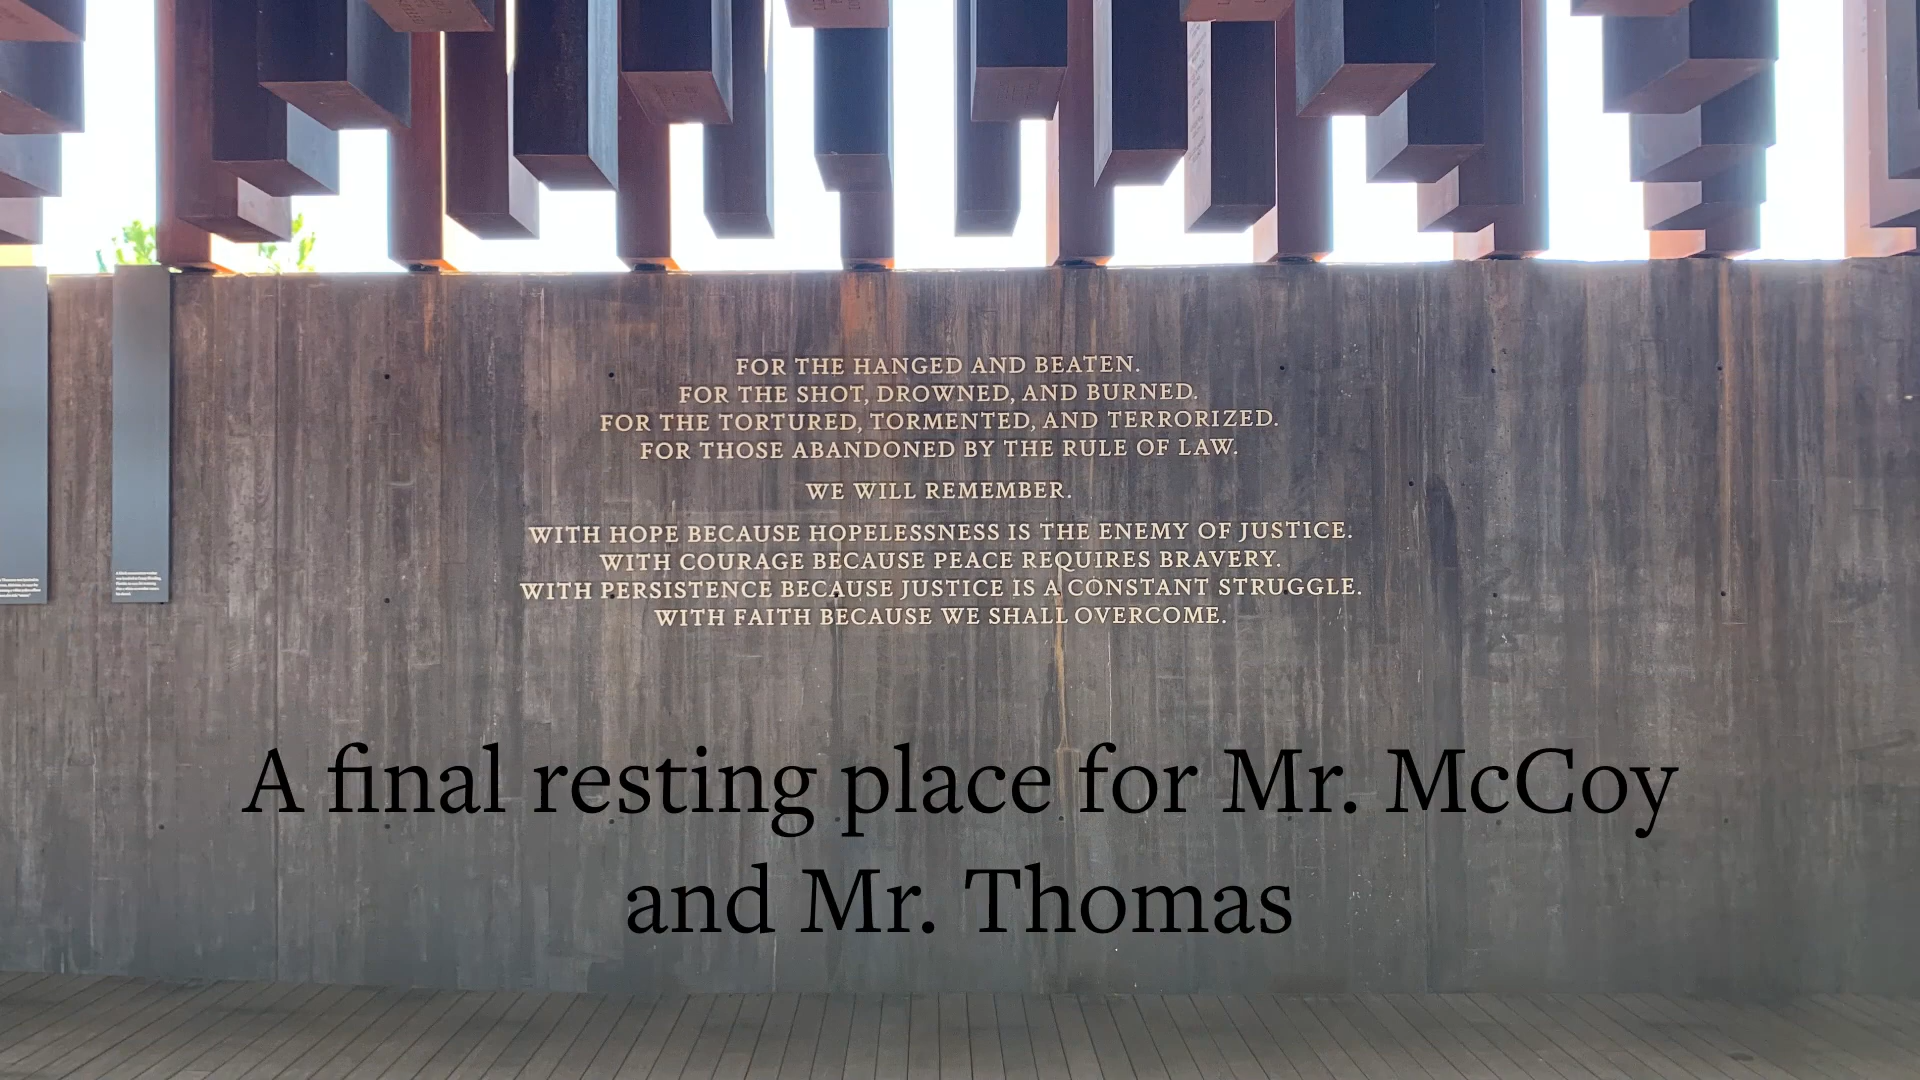 FOR THE HANGED AND BEATEN.
FOR THE SHOT, DROWNED, AND BURNED.
FOR THE TORTURED, TORMENTED, AND TERRORIZED.
FOR THOSE ABANDONED BY THE RULE OF LAW.
WE WILL REMEMBER.
WITH HOPE BECAUSE HOPELESSNESS IS THE ENEMY OF JUSTICE.
WITH COURAGE BECAUSE PEACE REQUIRES BRAVERY.
WITH PERSISTENCE BECAUSE JUSTICE IS A CONSTANT STRUGGLE.
WITH FAITH BECAUSE WE SHALL OVERCOME.
A final resting place for Mr. McCoy
and Mr. Thomas